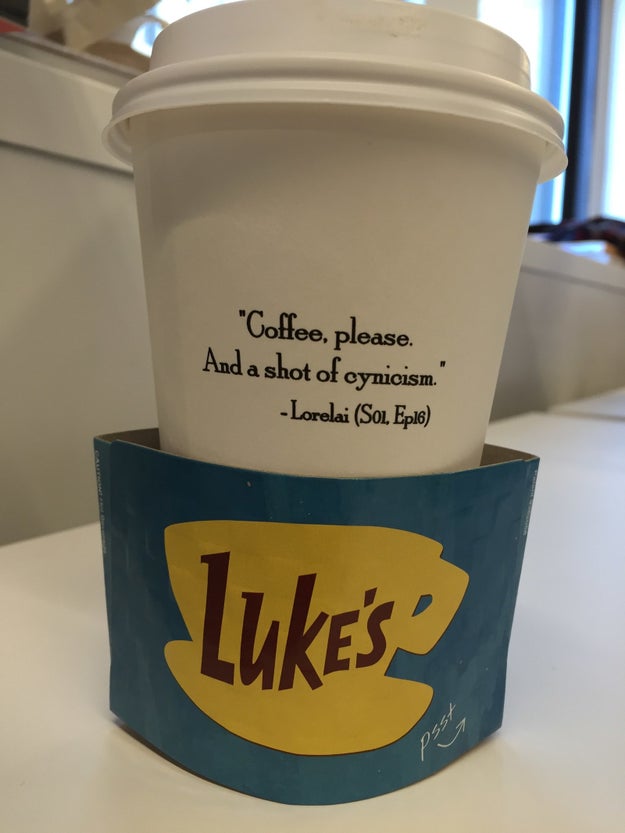 "Coffee, please.
And a shot of cynicism."
- Lorelai (S01, Ep16)
LUKE'S
psst